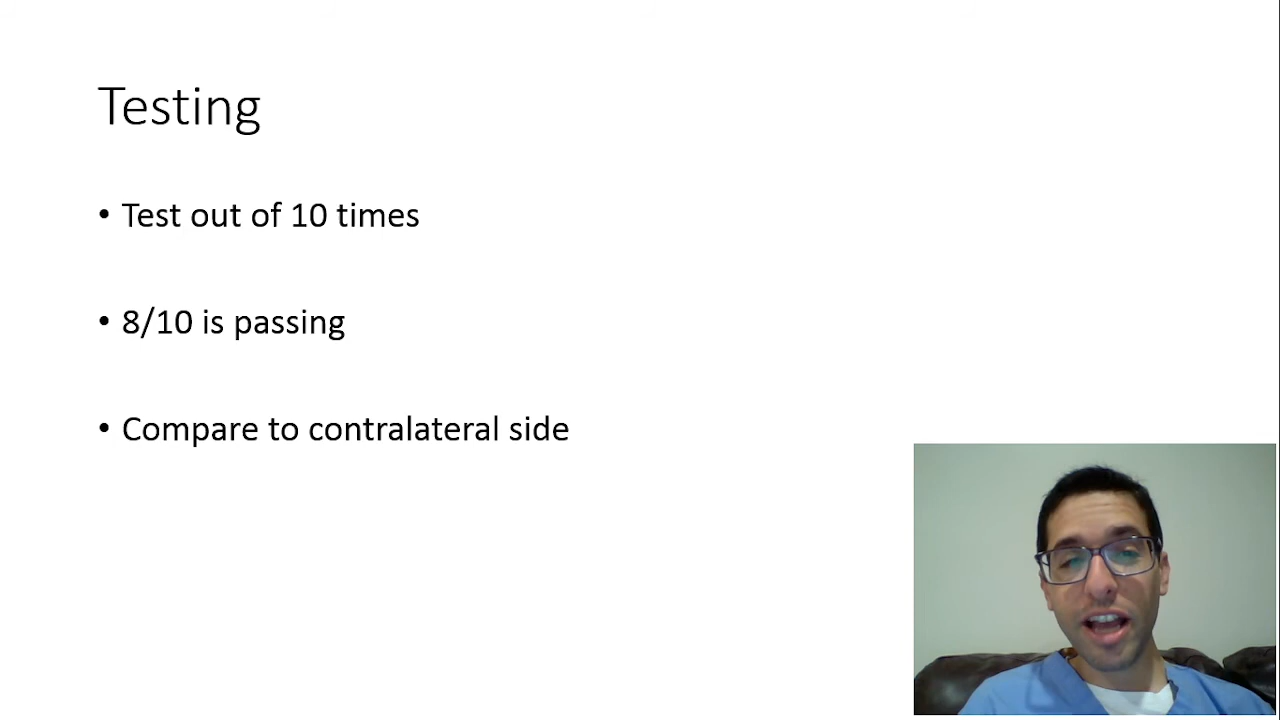 Testing
• Test out of 10 times
• 8/10 is passing
• Compare to contralateral side